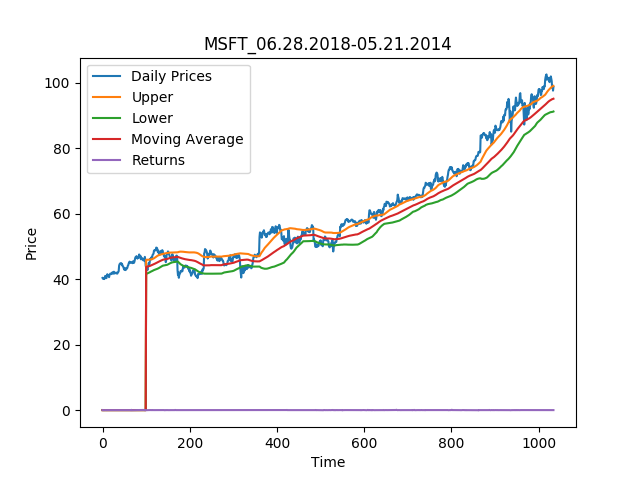 MSFT_06.28.2018-05.21.2014
Daily Prices
Upper
Lower
Moving Average
Returns
100
80
60
40
20
0
Price
0 200 400 600 800 1000
Time